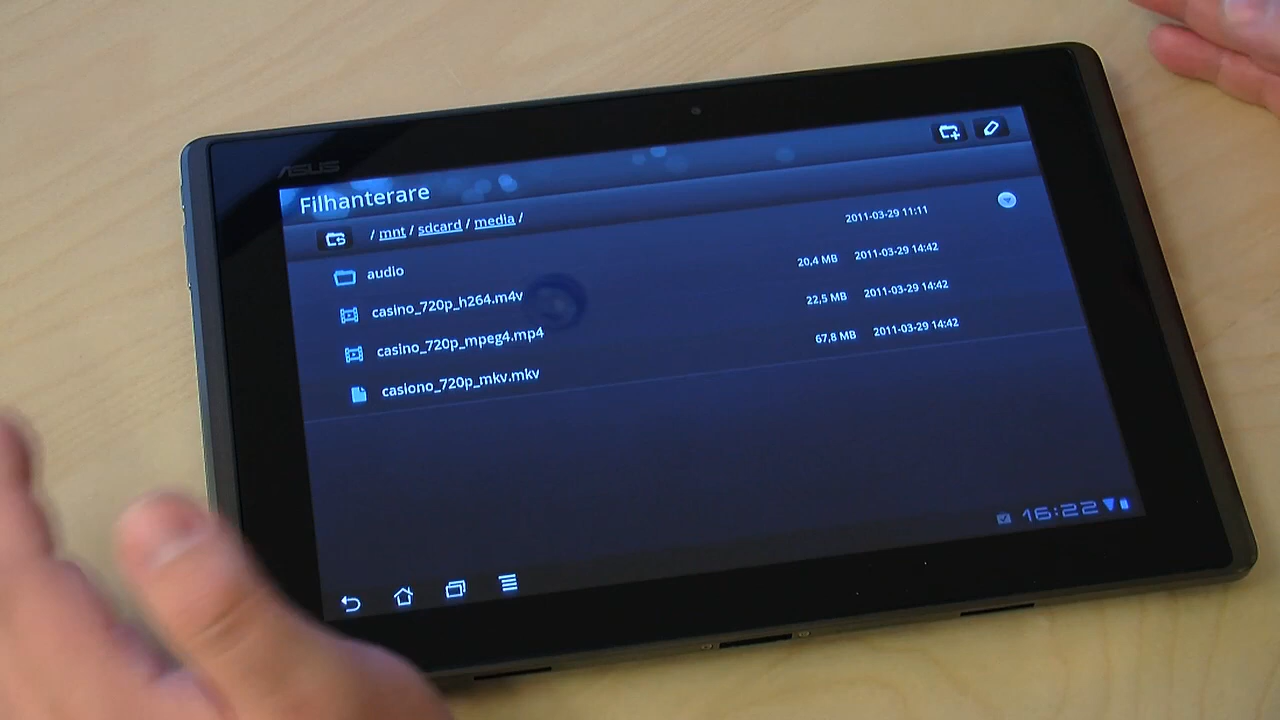 ASUS
Filhanterare
/ mnt / sdcard / media /
audio 2011-03-29 11:11
casino_720p_h264.m4v 20,4 MB 2011-03-29 14:42
casino_720p_mpeg4.mp4 22,5 MB 2011-03-29 14:42
casiono_720p_mkv.mkv 67,8 MB 2011-03-29 14:42
16:22